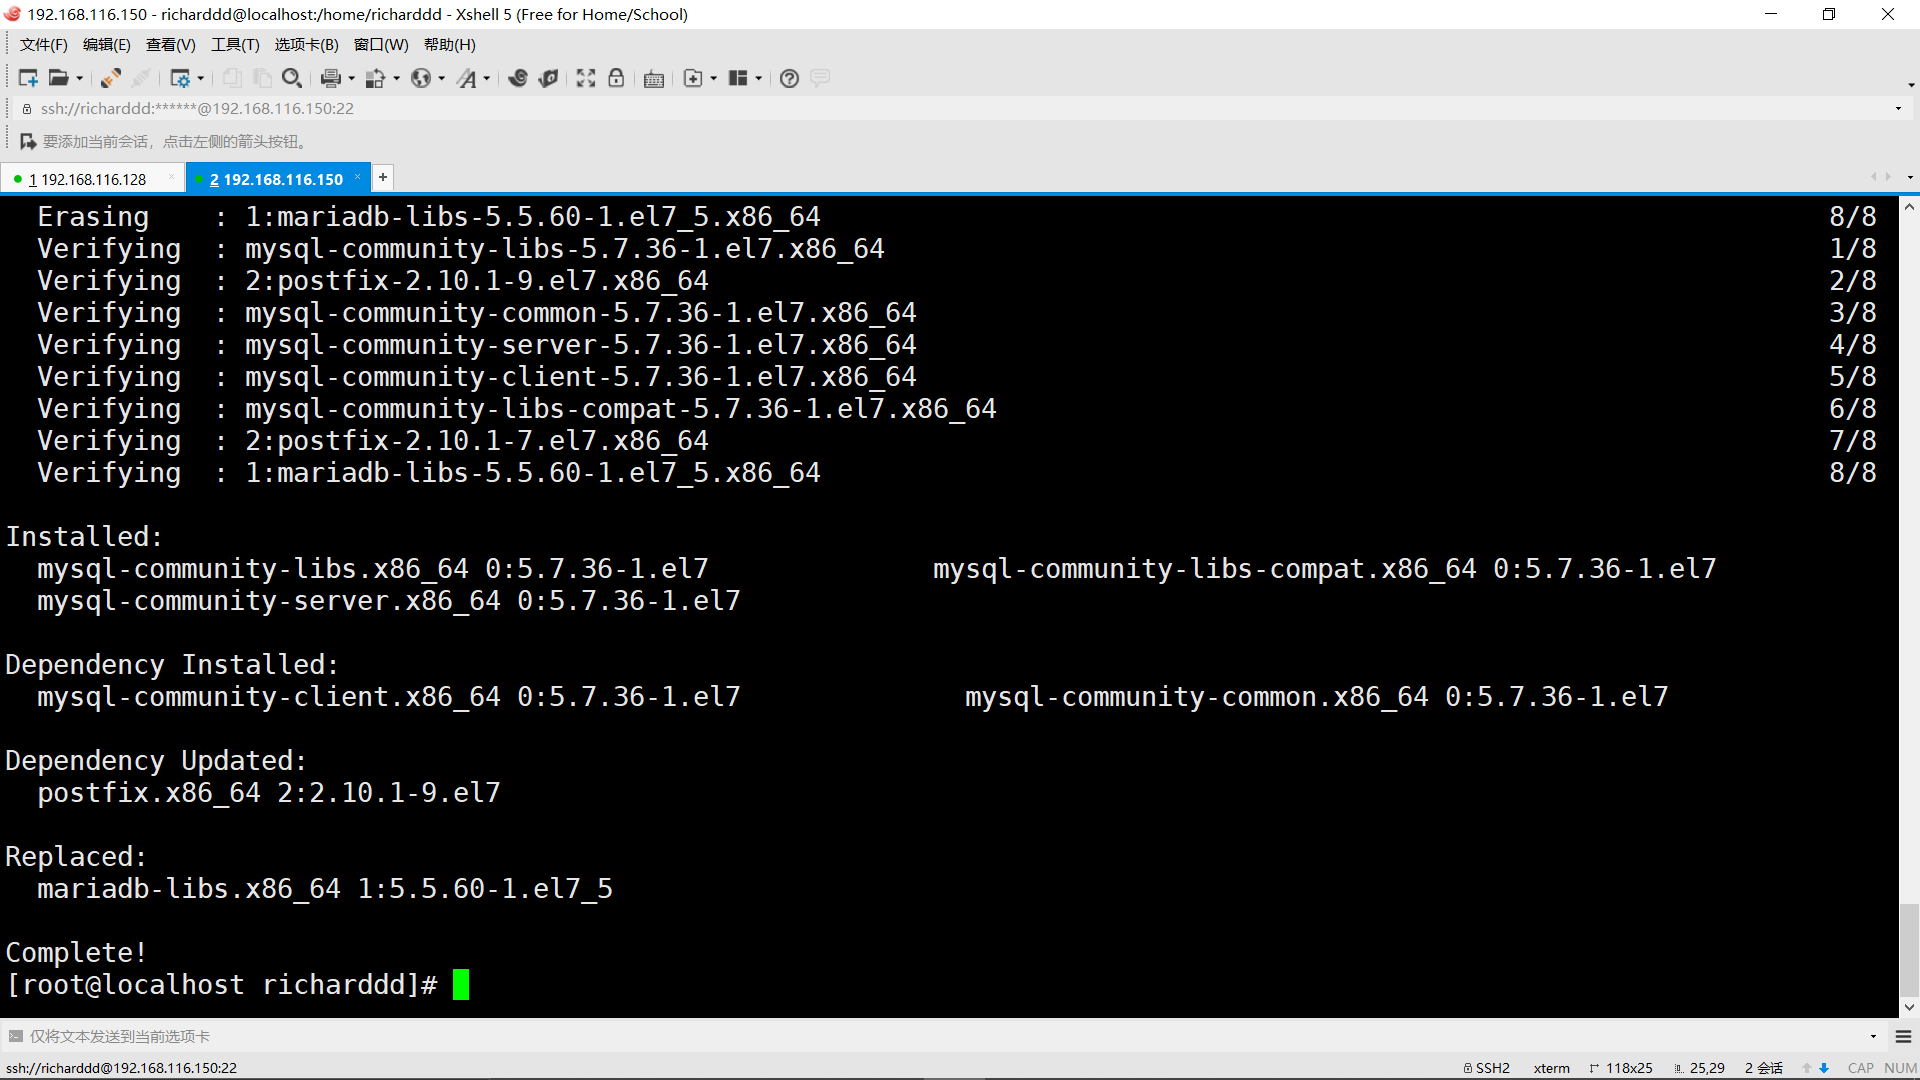 192.168.116.150 - richarddd@localhost:/home/richarddd - Xshell 5 (Free for Home/School)
文件(F) 编辑(E) 查看(V) 工具(T) 选项卡(B) 窗口(W) 帮助(H)
ssh://richarddd:******@192.168.116.150:22
要添加当前会话，点击左侧的箭头按钮。
1 192.168.116.128 2 192.168.116.150 +
Erasing : 1:mariadb-libs-5.5.60-1.el7_5.x86_64 8/8
Verifying : mysql-community-libs-5.7.36-1.el7.x86_64 1/8
Verifying : 2:postfix-2.10.1-9.el7.x86_64 2/8
Verifying : mysql-community-common-5.7.36-1.el7.x86_64 3/8
Verifying : mysql-community-server-5.7.36-1.el7.x86_64 4/8
Verifying : mysql-community-client-5.7.36-1.el7.x86_64 5/8
Verifying : mysql-community-libs-compat-5.7.36-1.el7.x86_64 6/8
Verifying : 2:postfix-2.10.1-7.el7.x86_64 7/8
Verifying : 1:mariadb-libs-5.5.60-1.el7_5.x86_64 8/8
Installed:
mysql-community-libs.x86_64 0:5.7.36-1.el7 mysql-community-libs-compat.x86_64 0:5.7.36-1.el7
mysql-community-server.x86_64 0:5.7.36-1.el7
Dependency Installed:
mysql-community-client.x86_64 0:5.7.36-1.el7 mysql-community-common.x86_64 0:5.7.36-1.el7
Dependency Updated:
postfix.x86_64 2:2.10.1-9.el7
Replaced:
mariadb-libs.x86_64 1:5.5.60-1.el7_5
Complete!
[root@localhost richarddd]#
仅将文本发送到当前选项卡
ssh://richarddd@192.168.116.150:22 SSH2 xterm 118x25 25,29 2 会话 CAP NUM